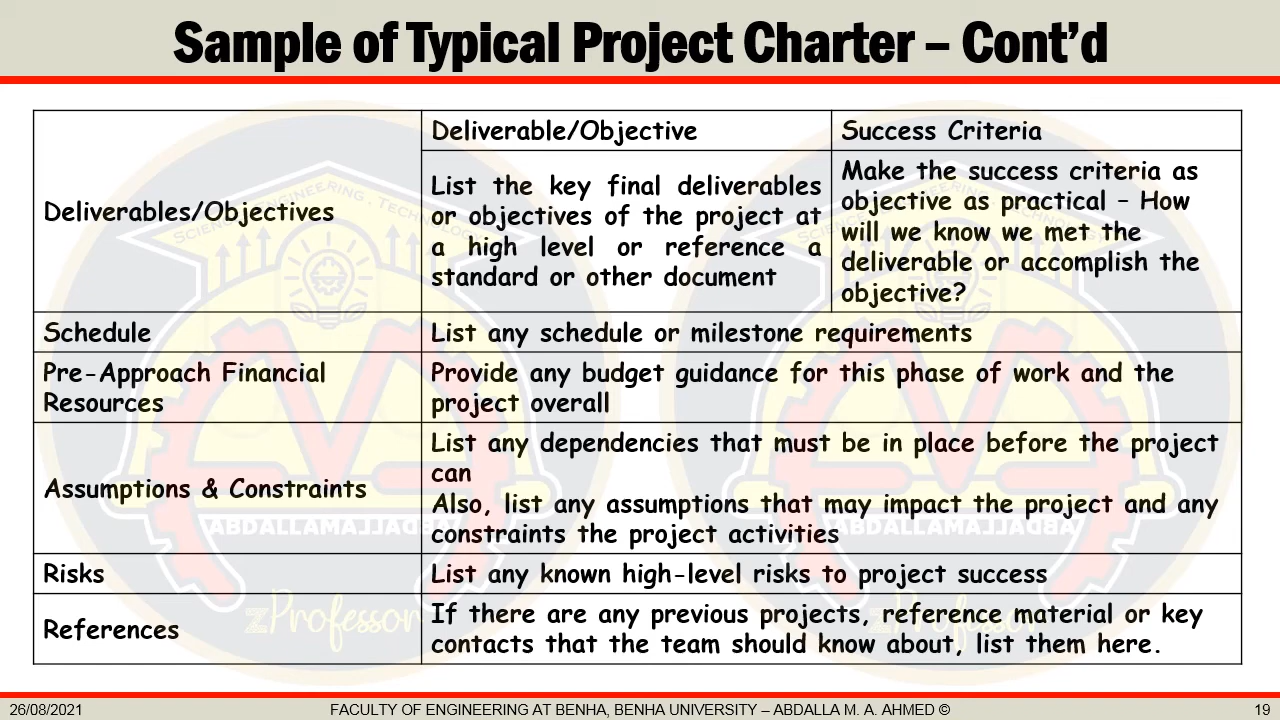 Sample of Typical Project Charter – Cont’d
Deliverables/Objectives
Deliverable/Objective
Success Criteria
List the key final deliverables
or objectives of the project at
a high level or reference a
standard or other document
Make the success criteria as
objective as practical – How
will we know we met the
deliverable or accomplish the
objective?
Schedule
List any schedule or milestone requirements
Pre-Approach Financial
Resources
Provide any budget guidance for this phase of work and the
project overall
Assumptions & Constraints
List any dependencies that must be in place before the project
can
Also, list any assumptions that may impact the project and any
constraints the project activities
Risks
List any known high-level risks to project success
References
If there are any previous projects, reference material or key
contacts that the team should know about, list them here.
zProfessor
zProfessor
26/08/2021
FACULTY OF ENGINEERING AT BENHA, BENHA UNIVERSITY – ABDALLA M. A. AHMED ©
19